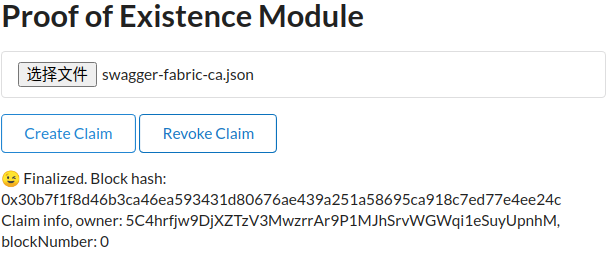 Proof of Existence Module
选择文件 swagger-fabric-ca.json
Create Claim Revoke Claim
😉 Finalized. Block hash:
0x30b7f1f8d46b3ca46ea593431d80676ae439a251a58695ca918c7ed77e4ee24c
Claim info, owner: 5C4hrfjw9DjXZTzV3MwzrrAr9P1MJhSrvWGWqi1eSuyUpnhM,
blockNumber: 0